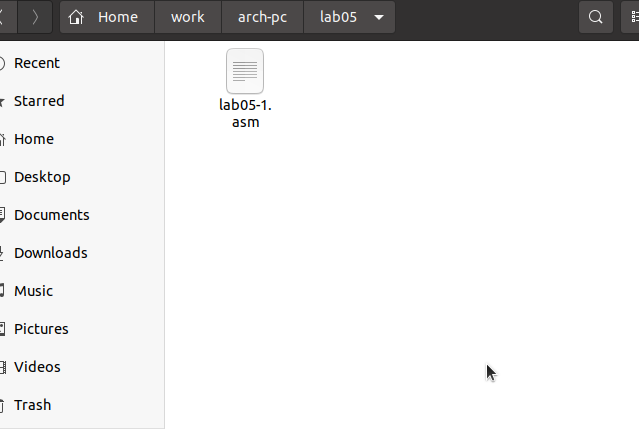 Home work arch-pc lab05
Recent
Starred
Home
Desktop
Documents
Downloads
Music
Pictures
Videos
Trash
lab05-1.
asm